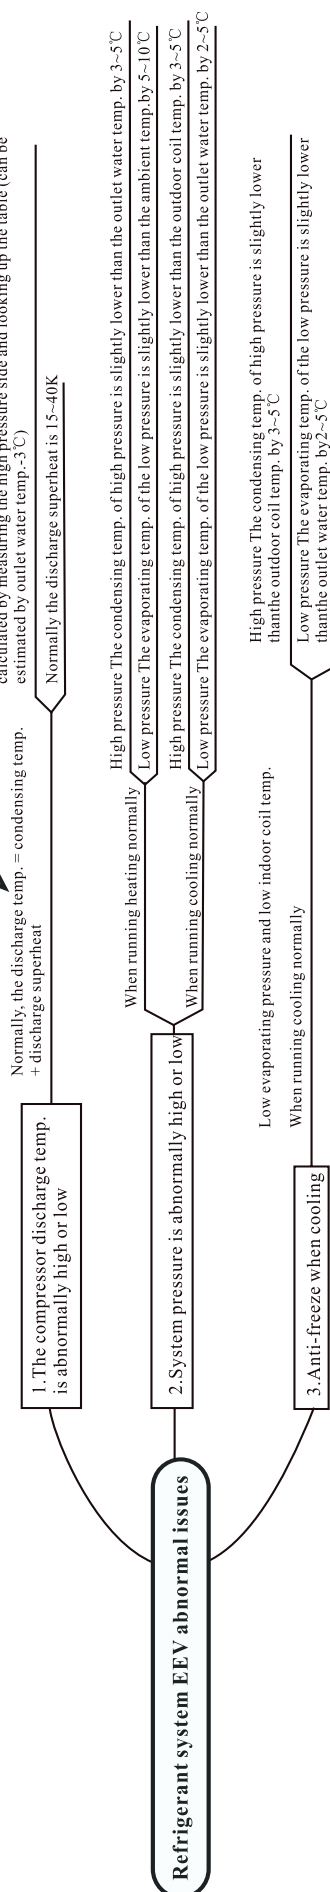 Refrigerant system EEV abnormal issues
1.The compressor discharge temp.
is abnormally high or low
Normally, the discharge temp. = condensing temp.
+ discharge superheat
calculated by measuring the high pressure side and looking up the table (can be
estimated by outlet water temp.-3℃)
Normally the discharge superheat is 15~40K
2.System pressure is abnormally high or low
When running heating normally
High pressure The condensing temp. of high pressure is slightly lower than the outlet water temp. by 3~5℃
Low pressure The evaporating temp. of the low pressure is slightly lower than the ambient temp.by 5~10℃
When running cooling normally
High pressure The condensing temp. of high pressure is slightly lower than the outdoor coil temp. by 3~5℃
Low pressure The evaporating temp. of the low pressure is slightly lower than the outlet water temp. by 2~5℃
3.Anti-freeze when cooling
Low evaporating pressure and low indoor coil temp.
When running cooling normally
High pressure The condensing temp. of high pressure is slightly lower
thanthe outdoor coil temp. by 3~5℃
Low pressure The evaporating temp. of the low pressure is slightly lower
thanthe outlet water temp. by2~5℃